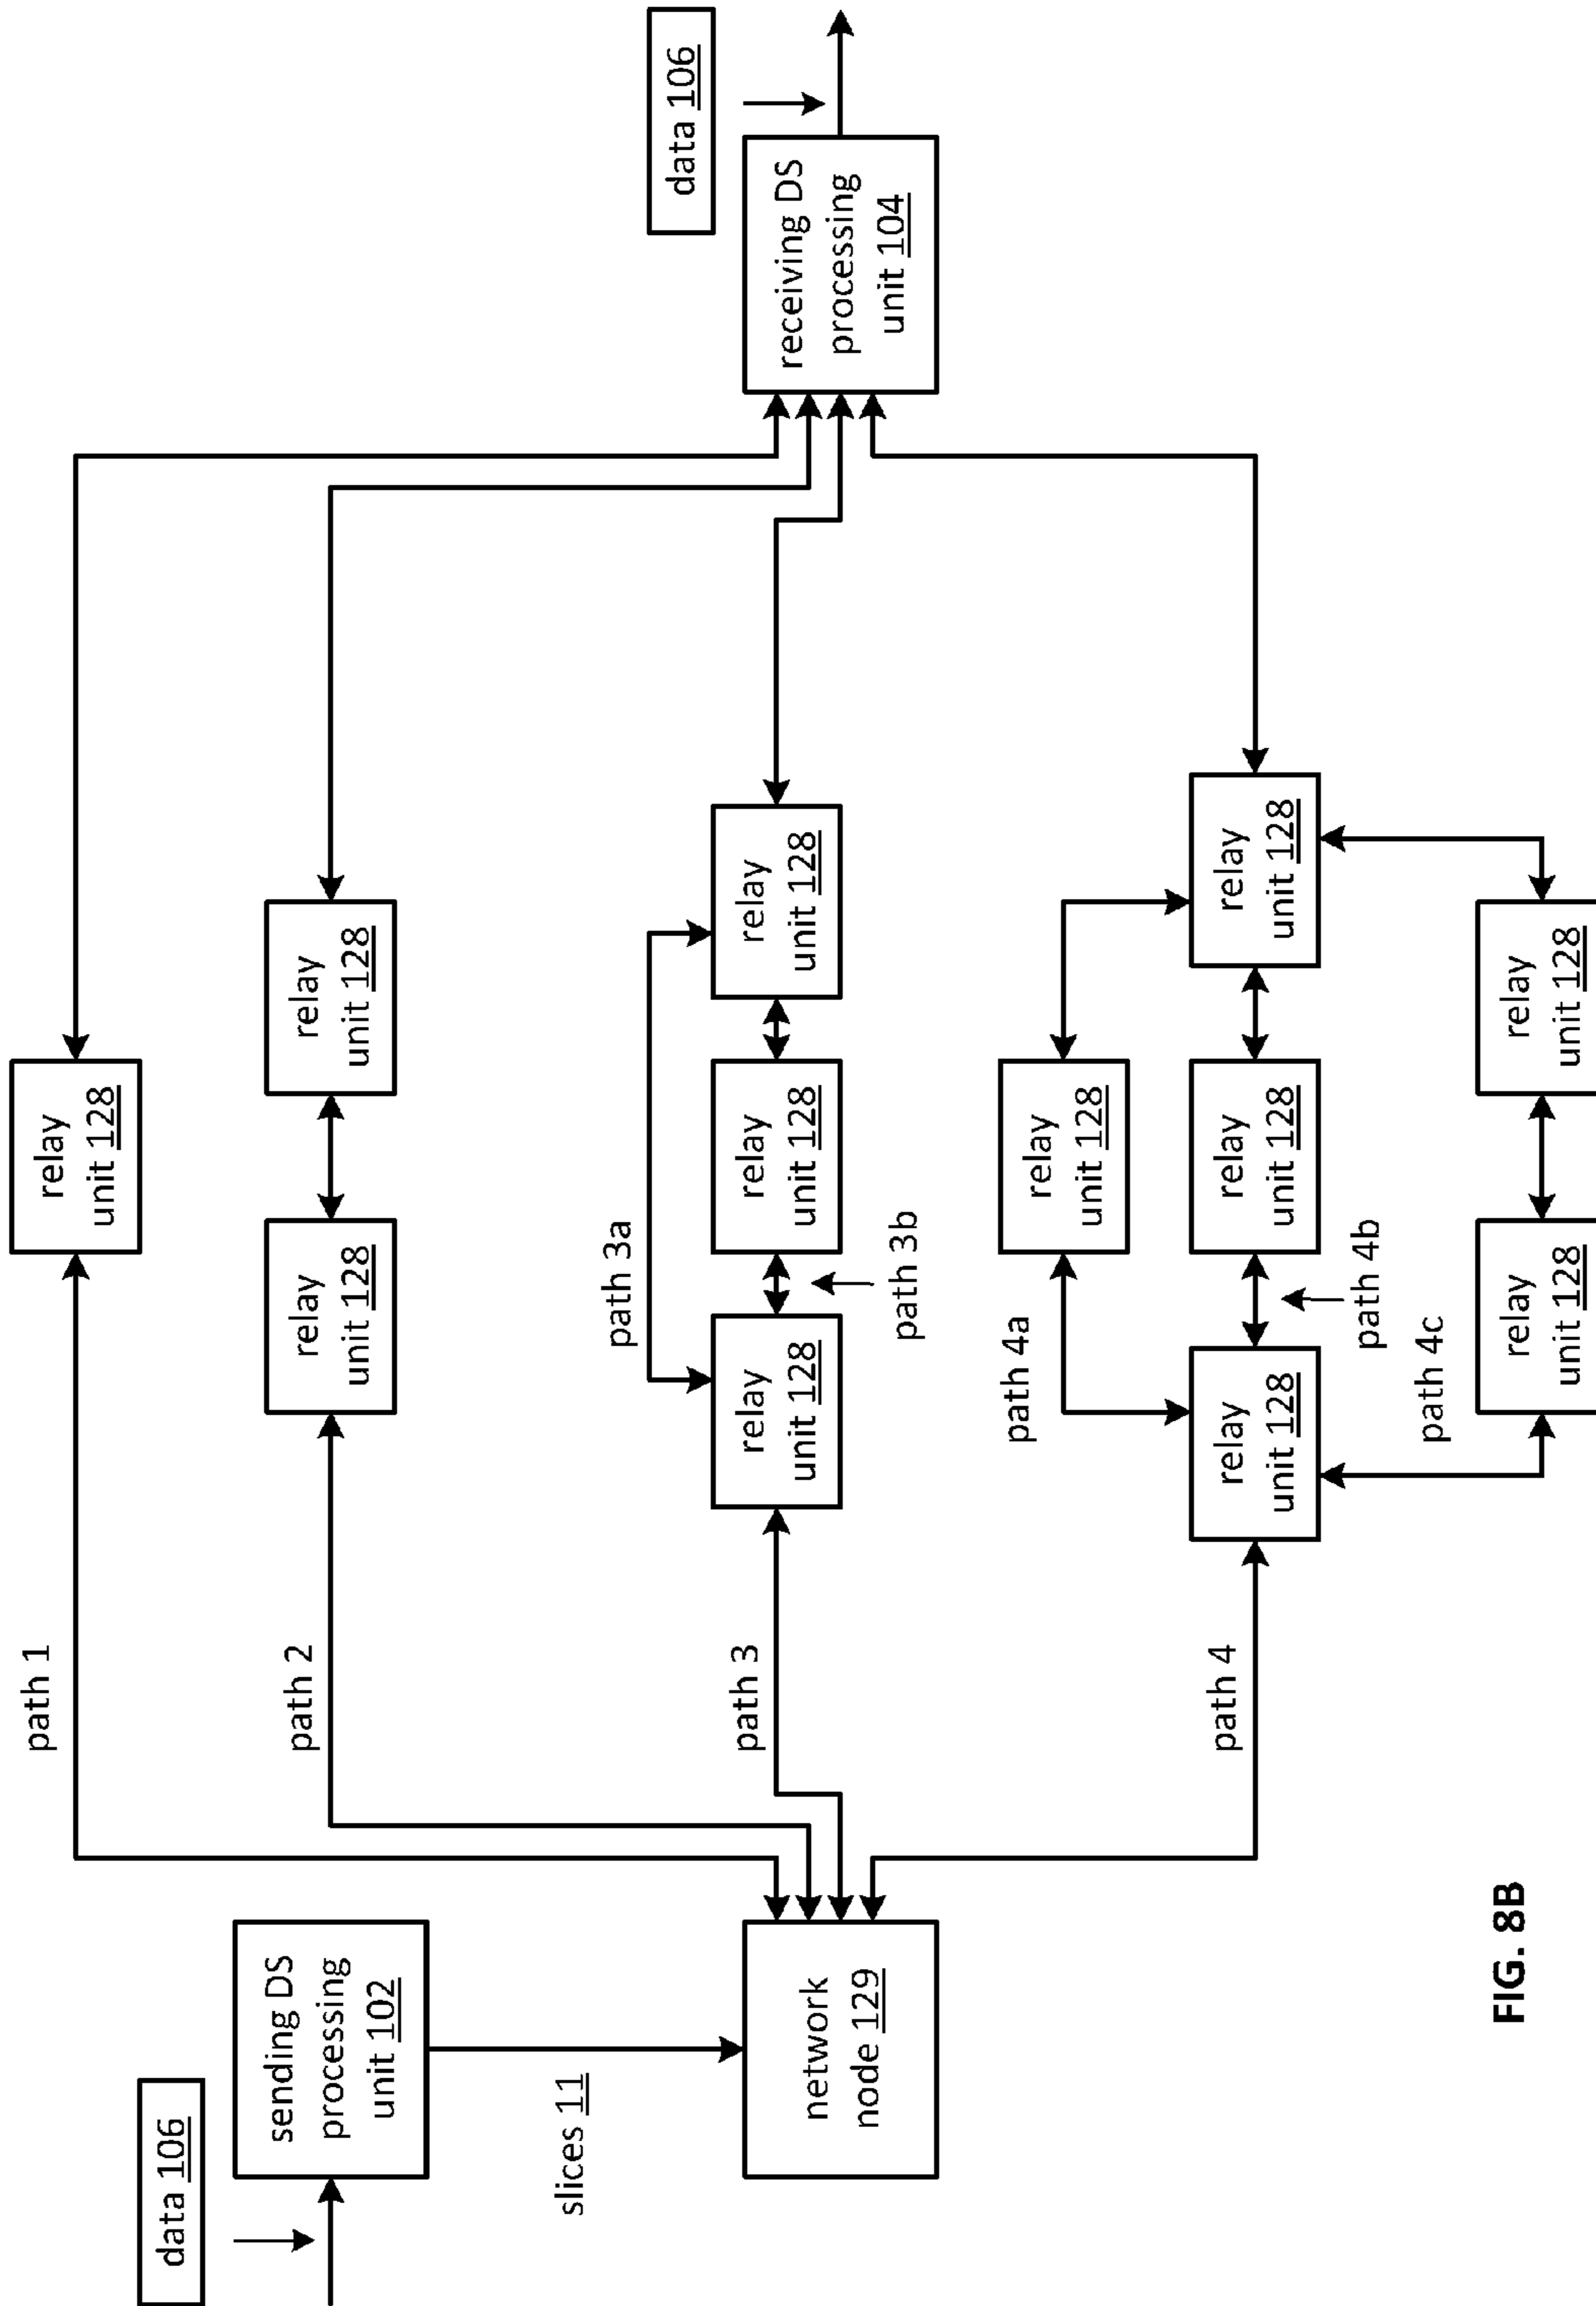 data 106
sending DS
processing
unit 102
slices 11
network
node 129
path 1
relay
unit 128
path 2
relay
unit 128
relay
unit 128
path 3
relay
unit 128
path 3a
path 3b
relay
unit 128
relay
unit 128
path 4
relay
unit 128
path 4a
relay
unit 128
path 4b
relay
unit 128
relay
unit 128
path 4c
relay
unit 128
relay
unit 128
data 106
receiving DS
processing
unit 104
FIG. 8B